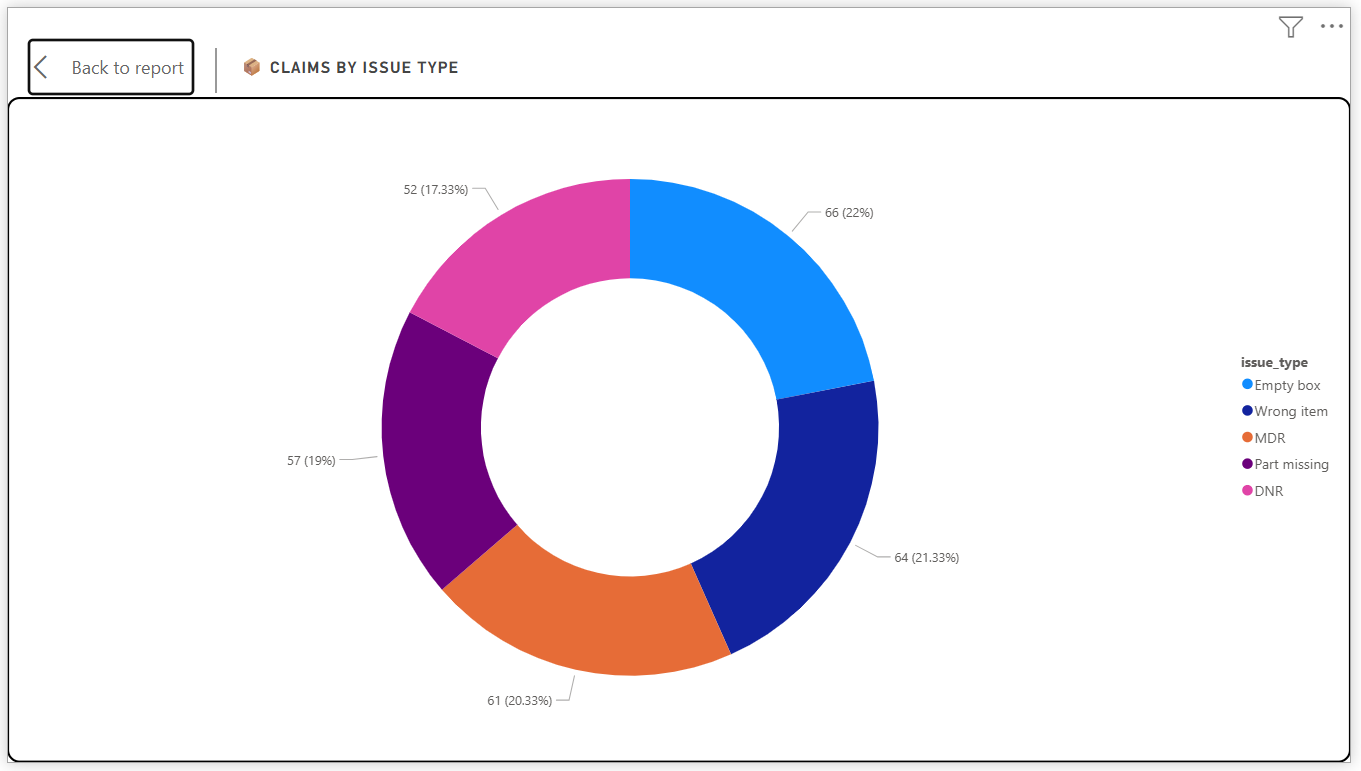 Back to report
CLAIMS BY ISSUE TYPE
52 (17.33%)
66 (22%)
57 (19%)
64 (21.33%)
61 (20.33%)
issue_type
Empty box
Wrong item
MDR
Part missing
DNR